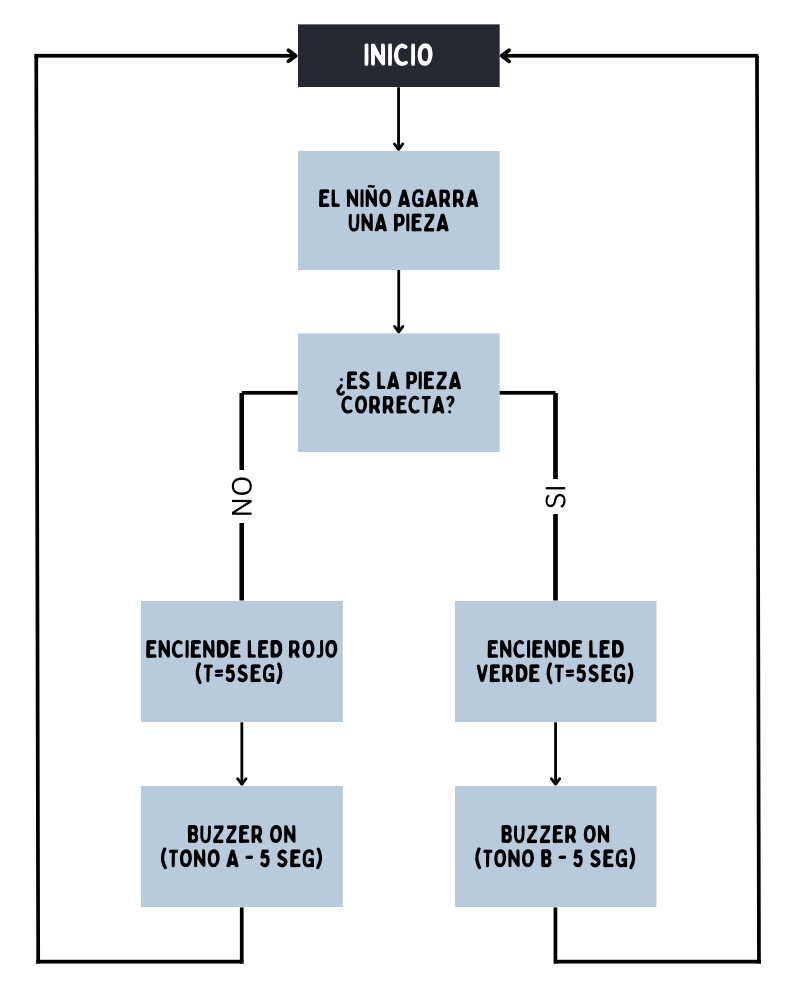 INICIO
EL NIÑO AGARRA
UNA PIEZA
¿ES LA PIEZA
CORRECTA?
NO
SI
ENCIENDE LED ROJO
(T=5SEG)
ENCIENDE LED
VERDE (T=5SEG)
BUZZER ON
(TONO A - 5 SEG)
BUZZER ON
(TONO B - 5 SEG)